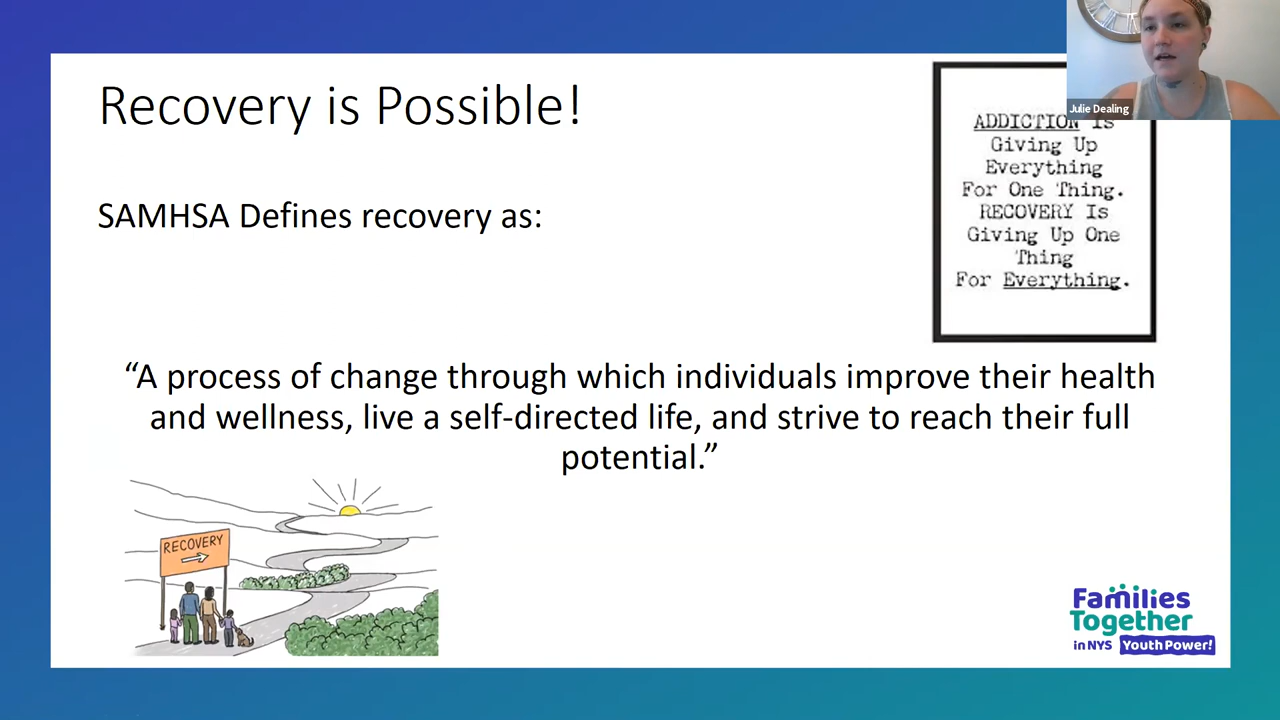 Recovery is Possible!
Julie Dealing
ADDICTION Is
Giving Up
Everything
For One Thing.
RECOVERY Is
Giving Up One
Thing
For Everything.
SAMHSA Defines recovery as:
“A process of change through which individuals improve their health
and wellness, live a self-directed life, and strive to reach their full
potential.”
RECOVERY
Families
Together
in NYS YouthPower!